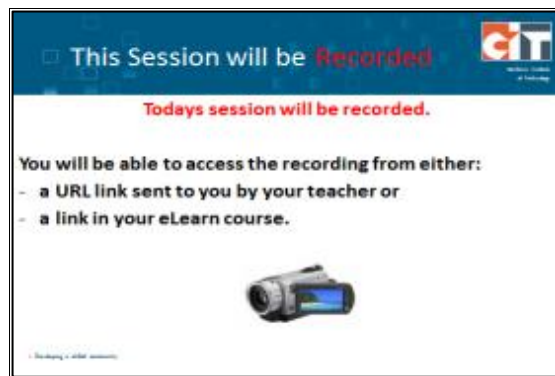 This Session will be Recorded
CIT
Todays session will be recorded.
You will be able to access the recording from either:
- a URL link sent to you by your teacher or
- a link in your eLearn course.